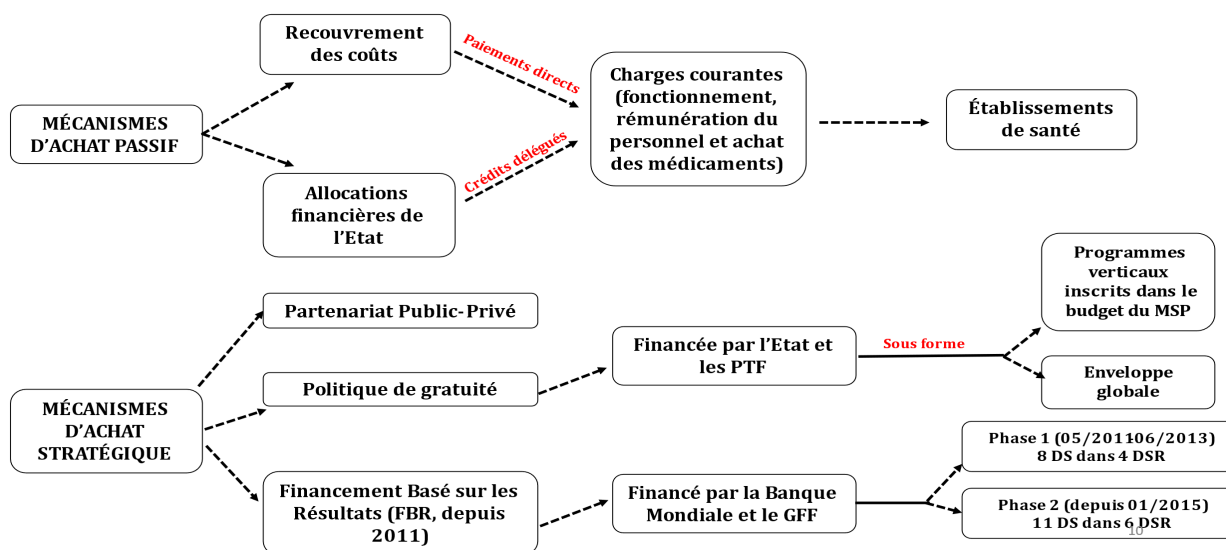 Recouvrement
des coûts
Paiements directs
MÉCANISMES
D’ACHAT PASSIF
Allocations
financières de
l’Etat
Crédits délégués
Charges courantes
(fonctionnement,
rémunération du
personnel et achat
des médicaments)
Établissements
de santé
MÉCANISMES
D’ACHAT
STRATÉGIQUE
Partenariat Public-Privé
Politique de gratuité
Financée par l’Etat et
les PTF
Sous forme
Programmes
verticaux
inscrits dans le
budget du MSP
Enveloppe
globale
Financement Basé sur les
Résultats (FBR, depuis
2011)
Financé par la Banque
Mondiale et le GFF
Phase 1 (05/2011-06/2013)
8 DS dans 4 DSR
Phase 2 (depuis 01/2015)
11 DS dans 6 DSR
10